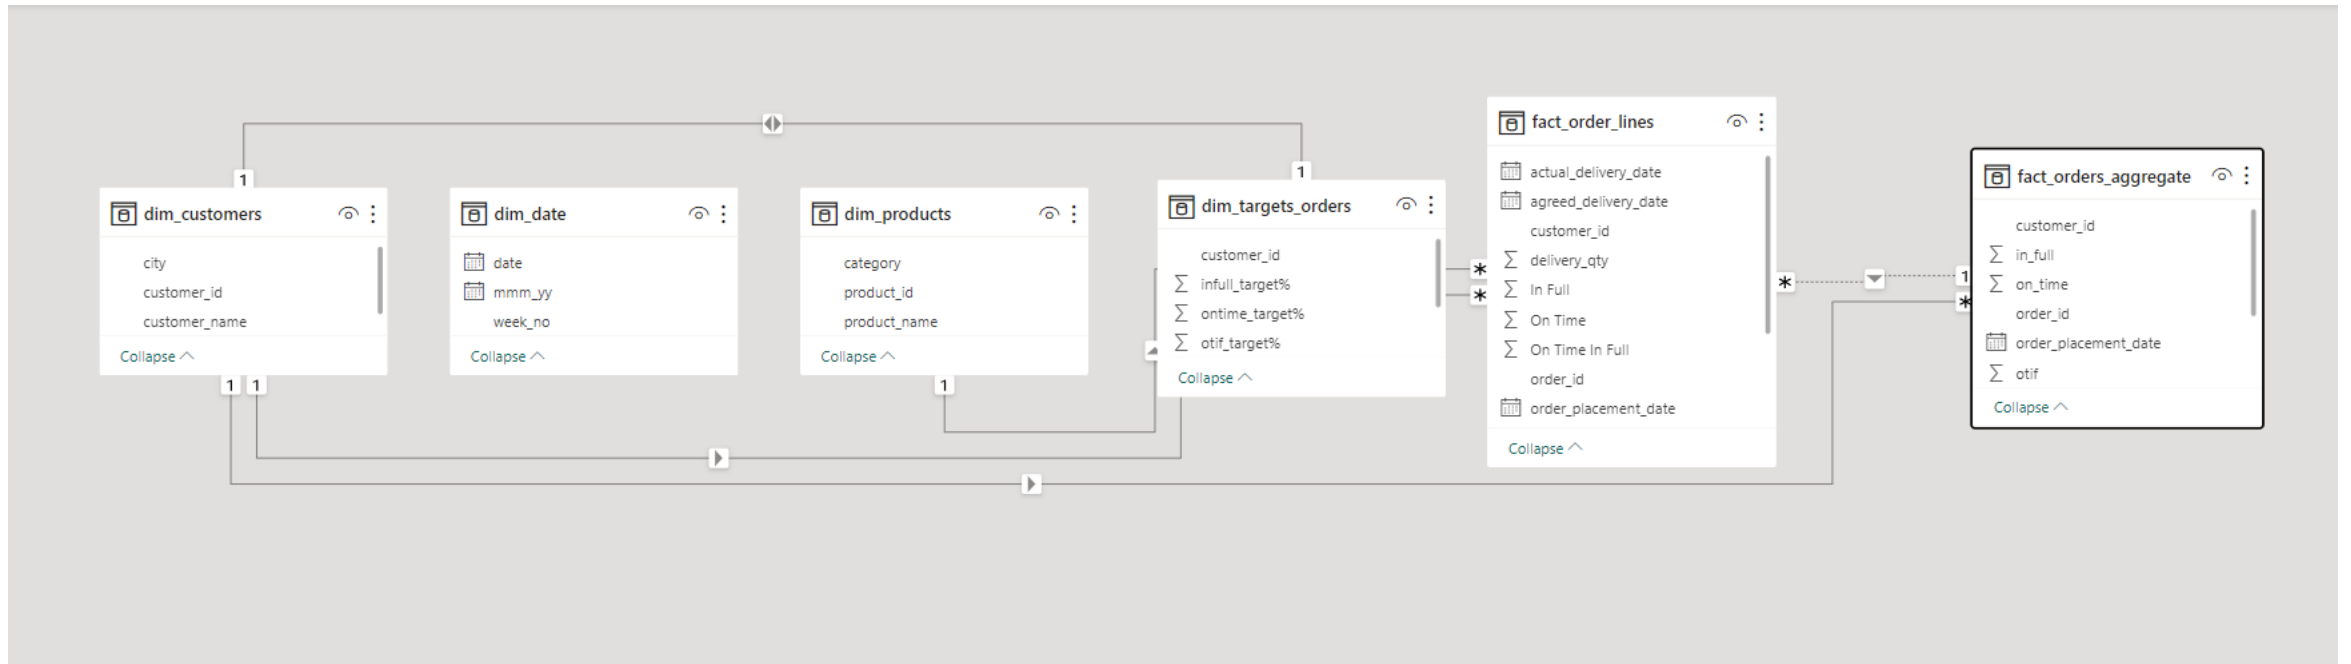 1
1
dim_customers
city
customer_id
customer_name
Collapse
1
1
dim_date
date
mmm_yy
week_no
Collapse
dim_products
category
product_id
product_name
Collapse
1
dim_targets_orders
customer_id
infull_target%
ontime_target%
otif_target%
Collapse
*
*
fact_order_lines
actual_delivery_date
agreed_delivery_date
customer_id
delivery_qty
In Full
On Time
On Time In Full
order_id
order_placement_date
Collapse
*
1
*
fact_orders_aggregate
customer_id
in_full
on_time
order_id
order_placement_date
otif
Collapse